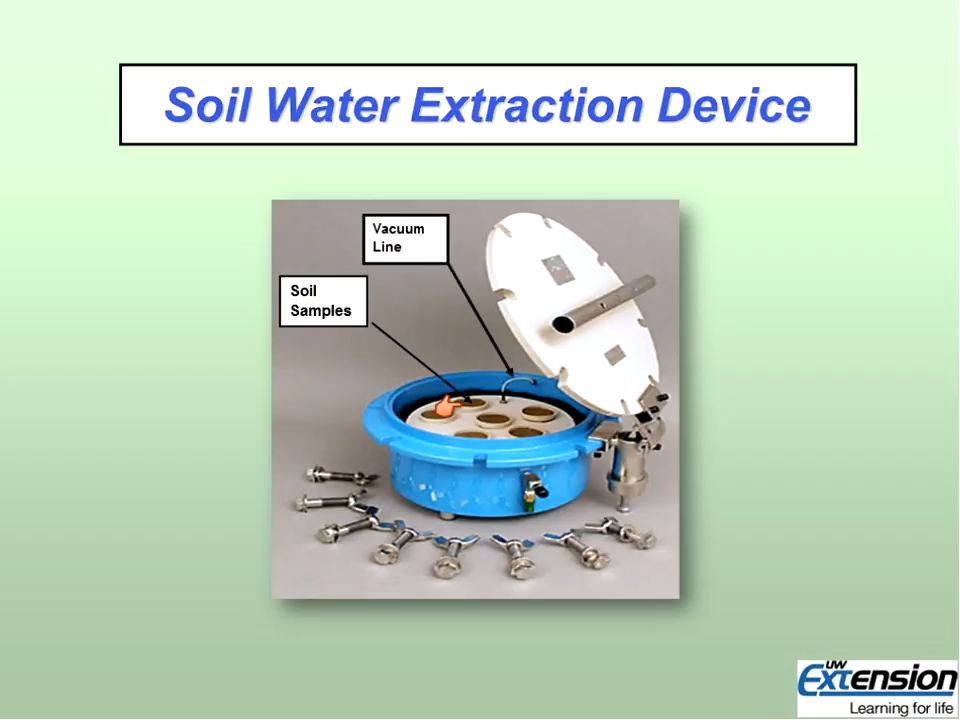 Soil Water Extraction Device
Vacuum
Line
Soil
Samples
UW
Extension
Learning for life